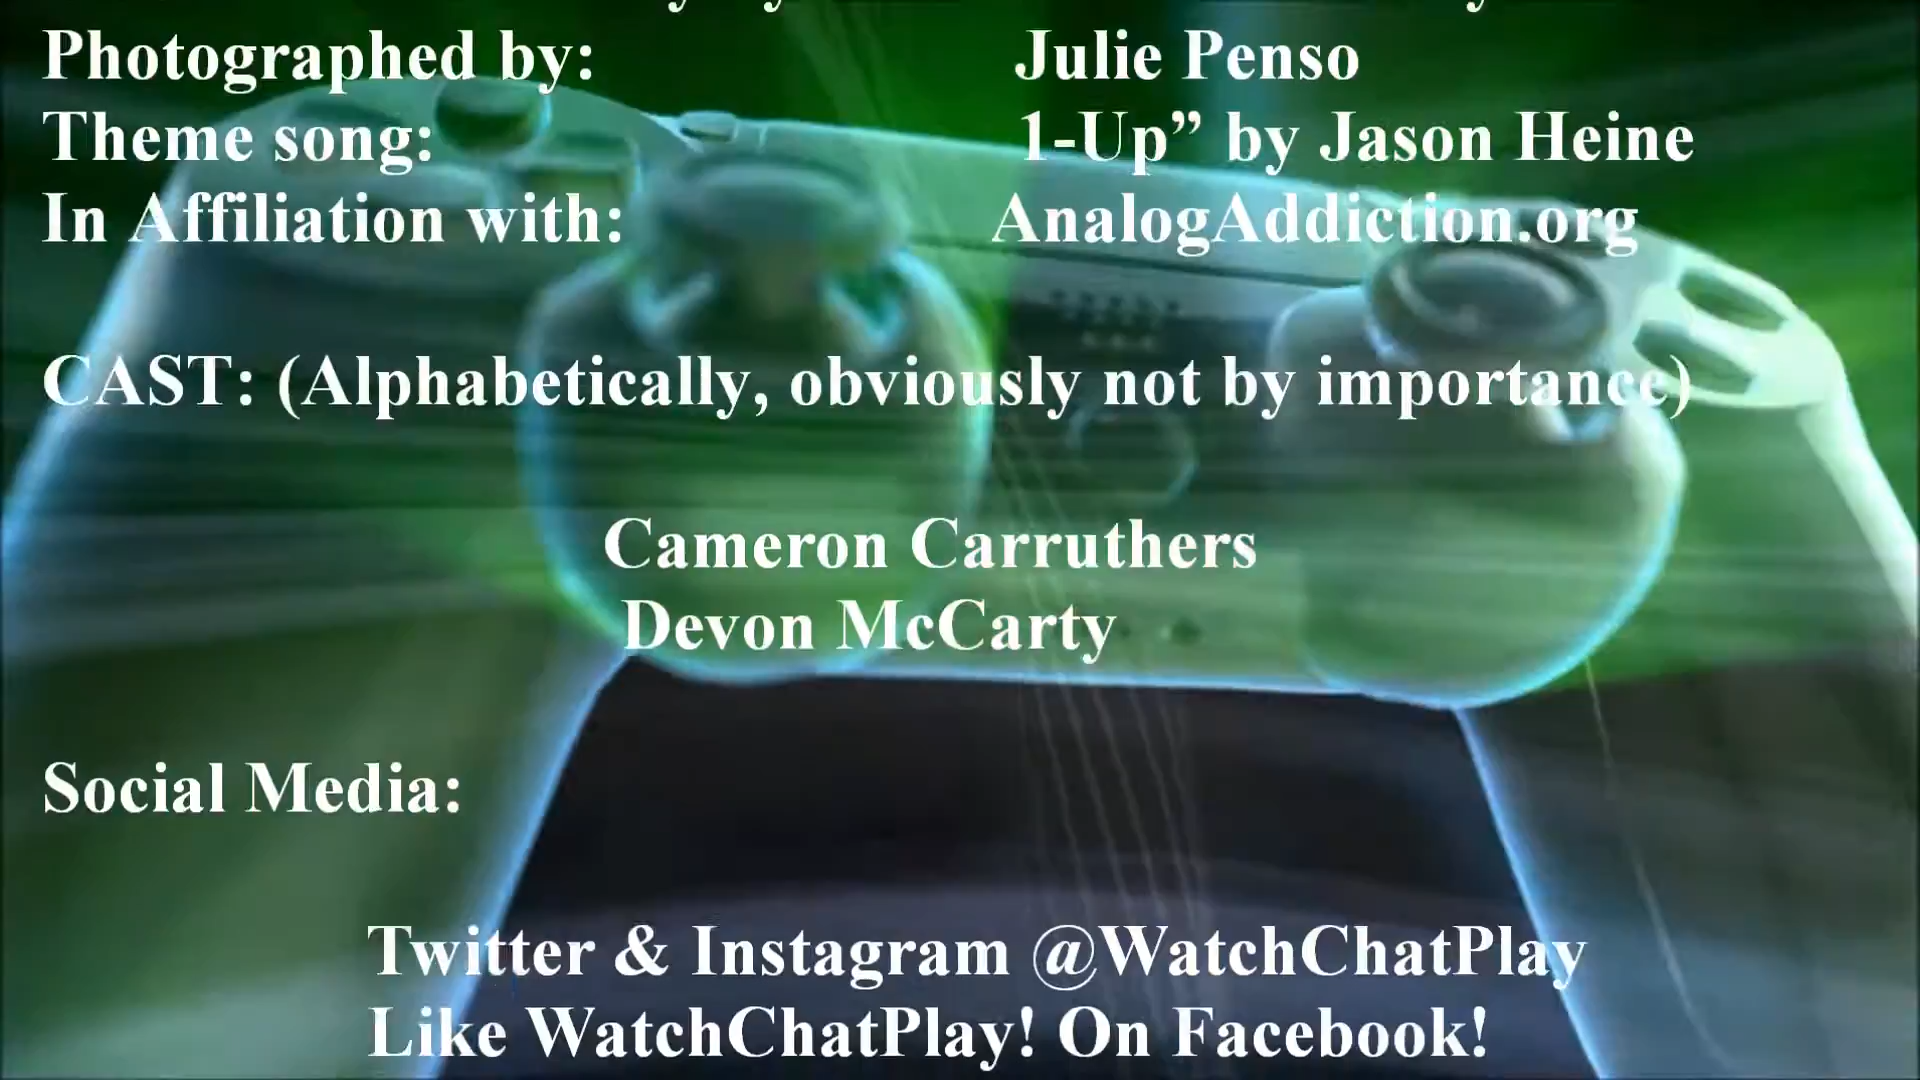 Photographed by: Julie Penso
Theme song: 1-Up” by Jason Heine
In Affiliation with: AnalogAddiction.org
CAST: (Alphabetically, obviously not by importance)
Cameron Carruthers
Devon McCarty
Social Media:
Twitter & Instagram @WatchChatPlay
Like WatchChatPlay! On Facebook!